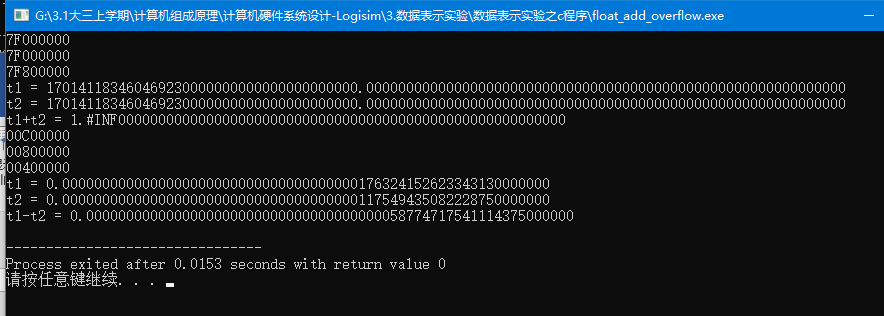 G:\3.1大三上学期\计算机组成原理\计算机硬件系统设计-Logisim\3.数据表示实验\数据表示实验之c程序\float_add_overflow.exe
7F000000
7F000000
7F800000
t1 = 170141183460469230000000000000000000000.000000000000000000000000000000000000000000000000000000000000
t2 = 170141183460469230000000000000000000000.000000000000000000000000000000000000000000000000000000000000
t1+t2 = 1.#INF00000000000000000000000000000000000000000000000000000000
00C00000
00800000
00400000
t1 = 0.000000000000000000000000000000000000017632415262334313000000
t2 = 0.000000000000000000000000000000000000011754943508222875000000
t1-t2 = 0.000000000000000000000000000000000000005877471754111437500000
--------------------------------
Process exited after 0.0153 seconds with return value 0
请按任意键继续. . .